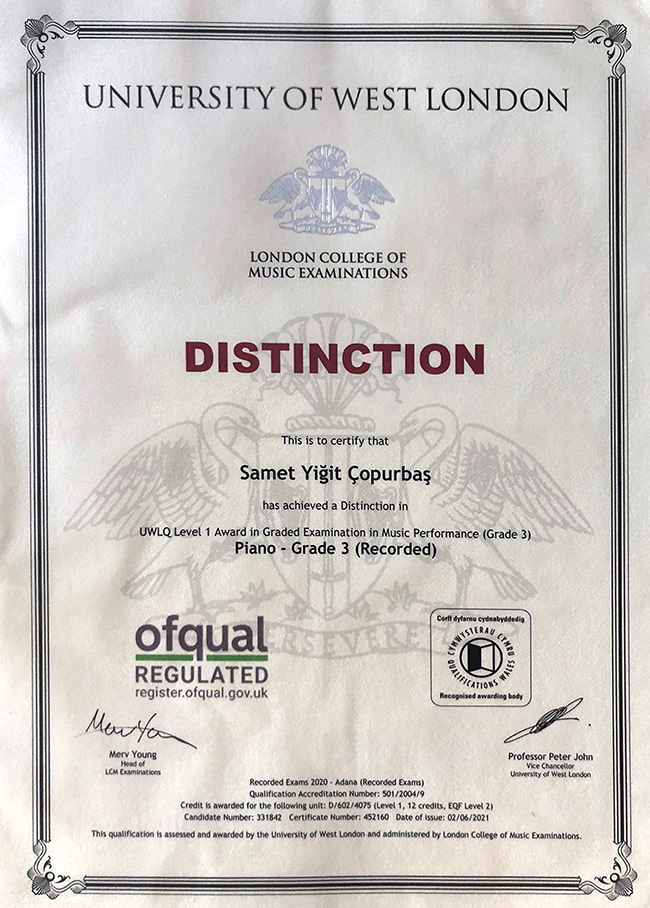 UNIVERSITY OF WEST LONDON
PERSEVERE
LONDON COLLEGE OF
MUSIC EXAMINATIONS
DISTINCTION
This is to certify that
Samet Yiğit Çopurbaş
has achieved a Distinction in
UWLQ Level 1 Award in Graded Examination in Music Performance (Grade 3)
Piano - Grade 3 (Recorded)
PERSEVERE
ofqual
REGULATED
register.ofqual.gov.uk
Corff dyfarnu cydnabyddedig
CYMWYSTERAU CYMRU
QUALIFICATIONS WALES
Recognised awarding body
Merv Young
Head of
LCM Examinations
Professor Peter John
Vice Chancellor
University of West London
Recorded Exams 2020 - Adana (Recorded Exams)
Qualification Accreditation Number: 501/2004/9
Credit is awarded for the following unit: D/602/4075 (Level 1, 12 credits, EQF Level 2)
Candidate Number: 331842 Certificate Number: 452160 Date of Issue: 02/06/2021
This qualification is assessed and awarded by the University of West London and administered by London College of Music Examinations.